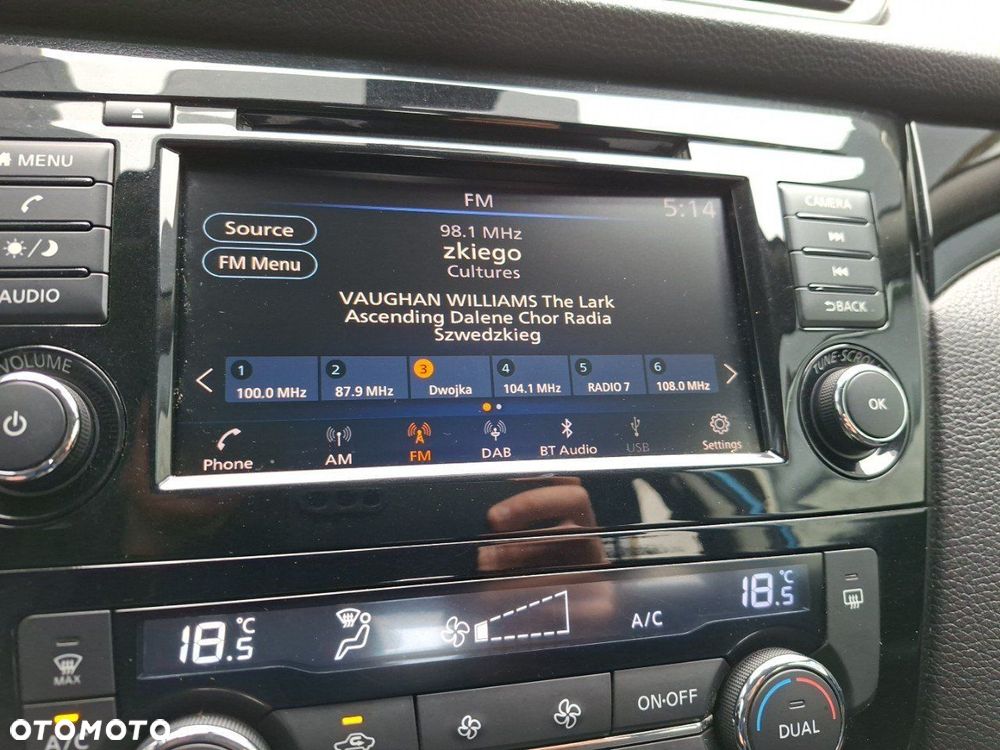 MENU
AUDIO
VOLUME
FM
5:14
Source
FM Menu
98.1 MHz
zkiego
Cultures
VAUGHAN WILLIAMS The Lark
Ascending Dalene Chor Radia
Szwedzkieg
1 100.0 MHz
2 87.9 MHz
3 Dwojka
4 104.1 MHz
5 RADIO 7
6 108.0 MHz
Phone
AM
FM
DAB
BT Audio
USB
Settings
CAMERA
BACK
TUNE·SCROLL
OK
18.5 °C
A/C
18.5 °C
MAX
A/C
ON·OFF
DUAL
OTOMOTO